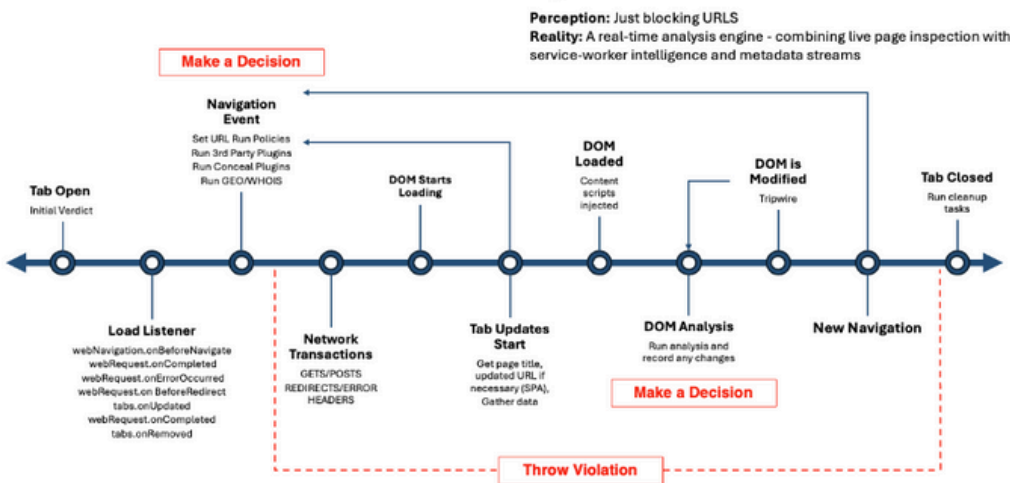 Perception: Just blocking URLS
Reality: A real-time analysis engine - combining live page inspection with
service-worker intelligence and metadata streams
Make a Decision
Navigation
Event
Set URL Run Policies
Run 3rd Party Plugins
Run Conceal Plugins
Run GEO/WHOIS
Tab Open
Initial Verdict
DOM Starts
Loading
DOM
Loaded
Content
scripts
injected
DOM is
Modified
Tripwire
Tab Closed
Run cleanup
tasks
Load Listener
webNavigation.onBeforeNavigate
webRequest.onCompleted
webRequest.onErrorOccurred
webRequest.on BeforeRedirect
tabs.onUpdated
webRequest.onCompleted
tabs.onRemoved
Network
Transactions
GETS/POSTS
REDIRECTS/ERROR
HEADERS
Tab Updates
Start
Get page title,
updated URL if
necessary (SPA),
Gather data
DOM Analysis
Run analysis and
record any changes
Make a Decision
New Navigation
Throw Violation